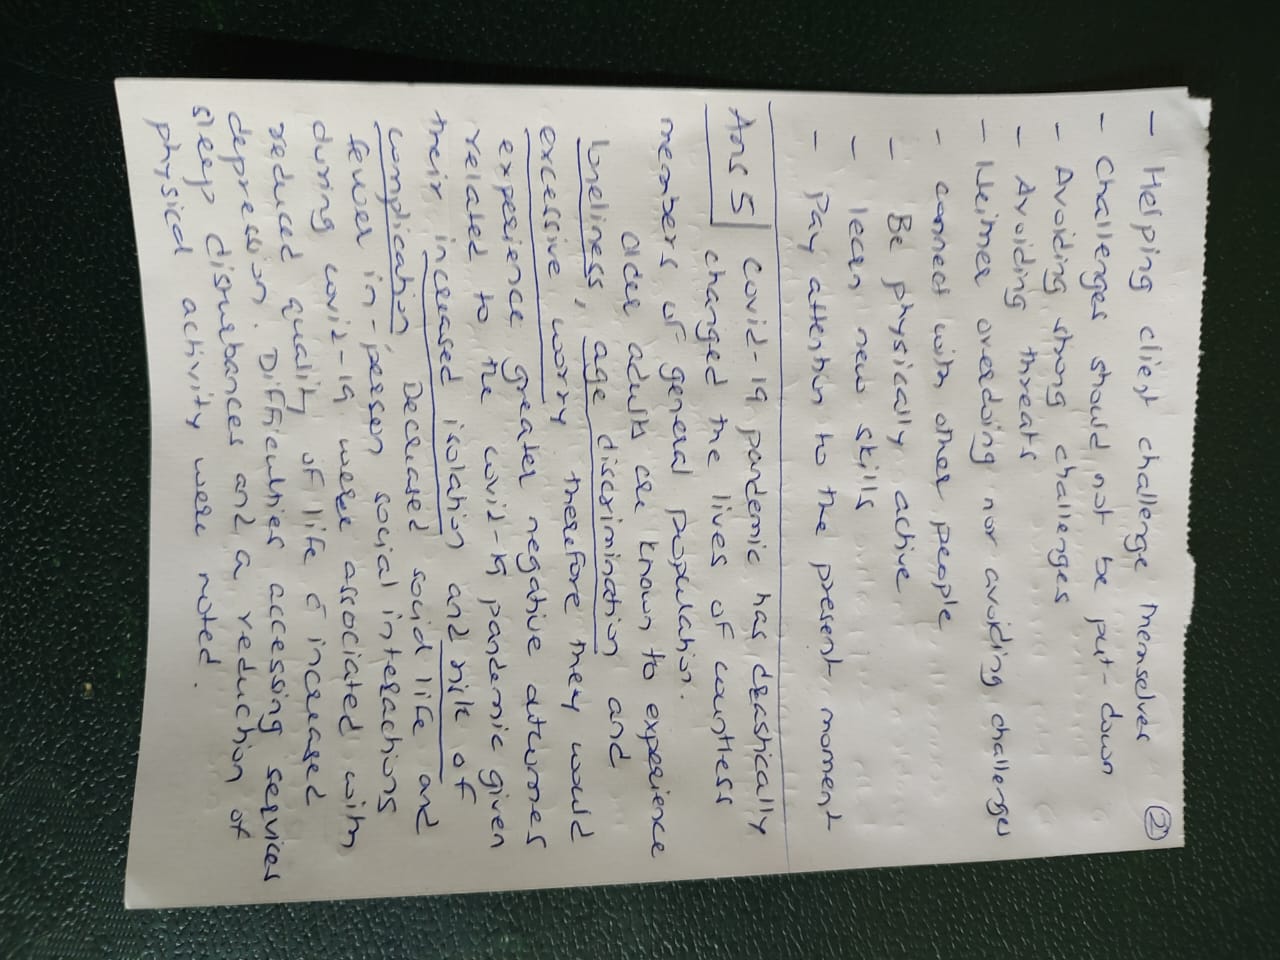 ②
- Helping client challenge themselves
- Challenges should not be put-down
- Avoiding strong challenges
- Avoiding threats
- Neither overdoing nor avoiding challenges
- connect with other people
- Be physically active
- learn new skills
- Pay attention to the present moment
Ans 5 covid-19 pandemic has drastically
changed the lives of countless
members of general population.
Older adults are known to experience
loneliness, age discrimination and
excessive worry therefore they would
experience greater negative outcomes
related to the covid-19 pandemic given
their increased isolation and risk of
complication. Decreased social life and
fewer in-person social interactions
during covid-19 were associated with
reduced quality of life c̄ increased
depression. Difficulties accessing services
sleep disturbances and a reduction of
physical activity were noted.